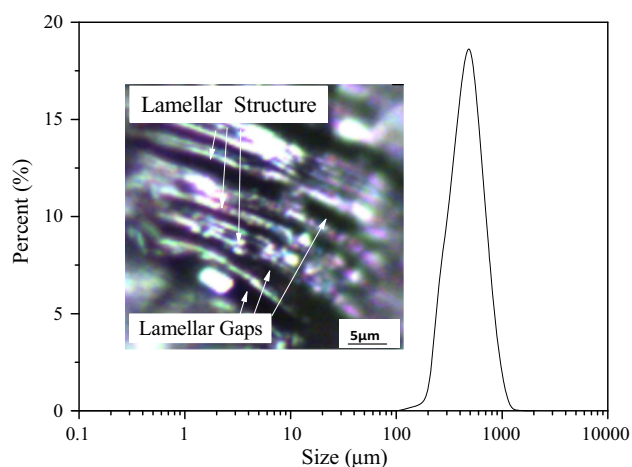 20
15
10
5
0
Percent (%)
Lamellar Structure
Lamellar Gaps
5μm
0.1
1
10
100
1000
10000
Size (μm)